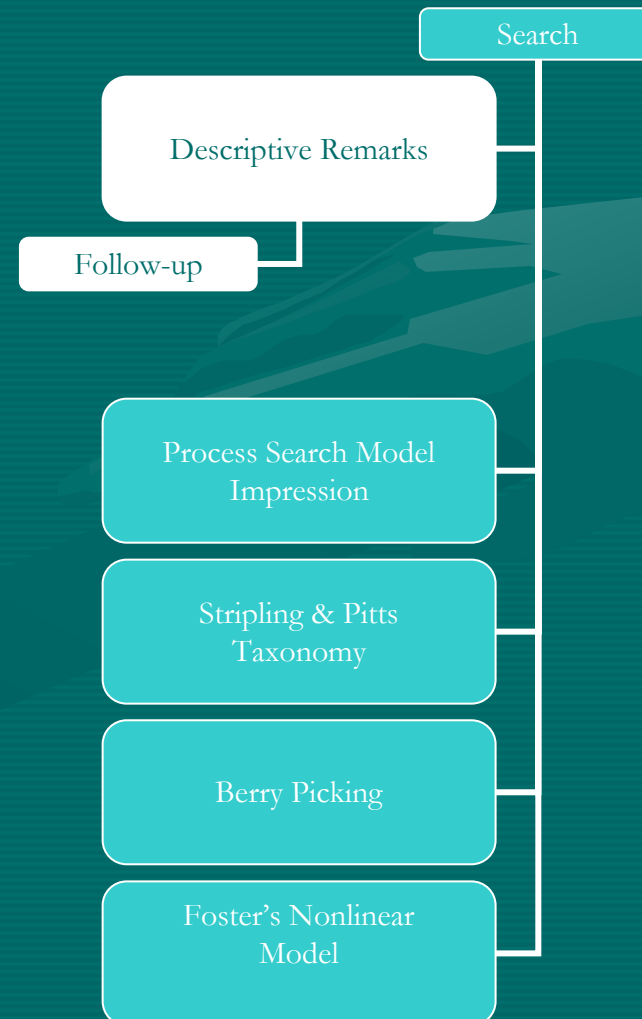 Search
Descriptive Remarks
Follow-up
Process Search Model
Impression
Stripling & Pitts
Taxonomy
Berry Picking
Foster’s Nonlinear
Model